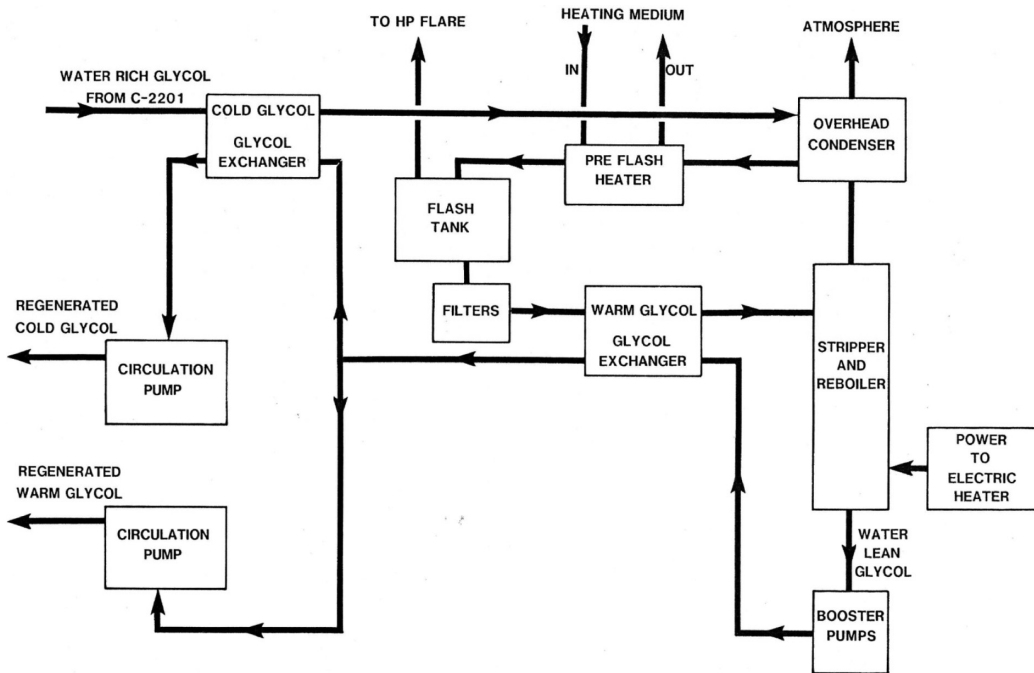 TO HP FLARE
HEATING MEDIUM
IN
OUT
ATMOSPHERE
WATER RICH GLYCOL
FROM C-2201
COLD GLYCOL
GLYCOL
EXCHANGER
OVERHEAD
CONDENSER
PRE FLASH
HEATER
FLASH
TANK
FILTERS
WARM GLYCOL
GLYCOL
EXCHANGER
STRIPPER
AND
REBOILER
REGENERATED
COLD GLYCOL
CIRCULATION
PUMP
POWER
TO
ELECTRIC
HEATER
REGENERATED
WARM GLYCOL
CIRCULATION
PUMP
WATER
LEAN
GLYCOL
BOOSTER
PUMPS